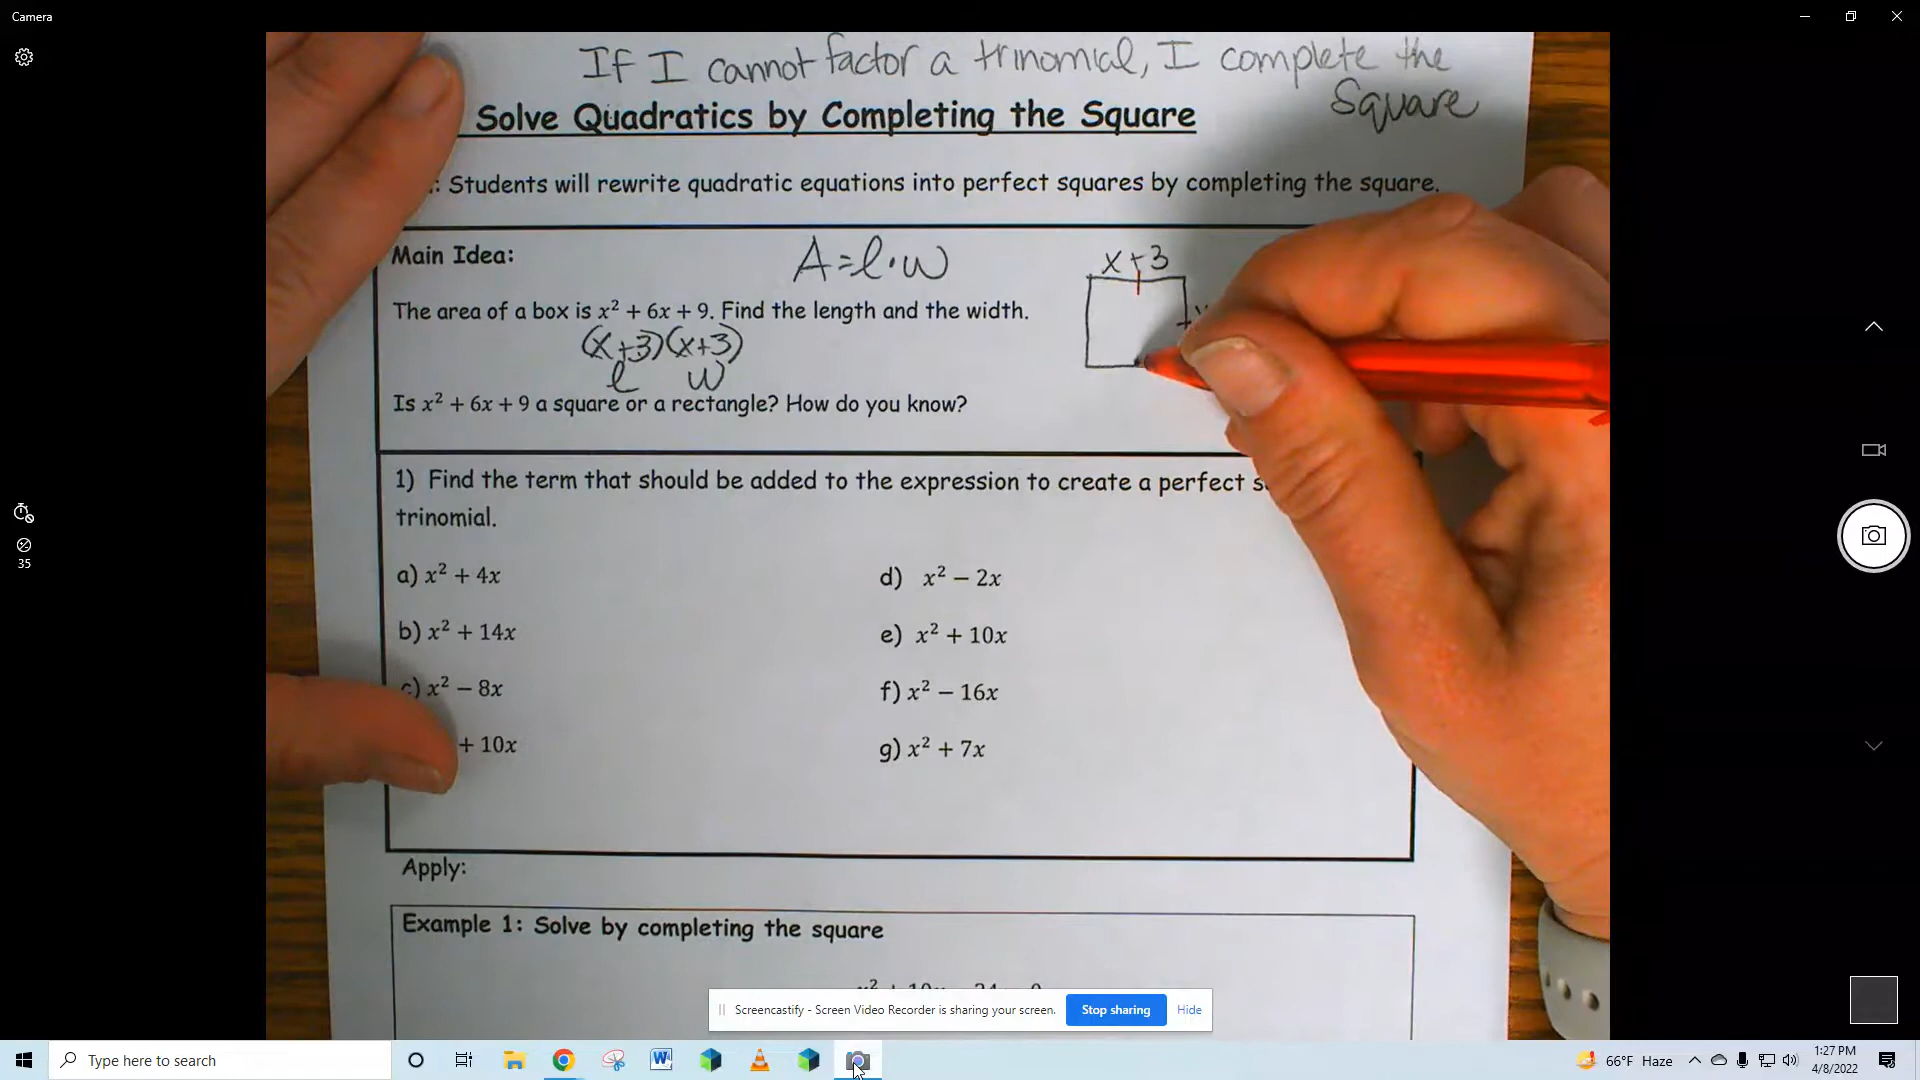 Camera
If I cannot factor a trinomial, I complete the
Square
Solve Quadratics by Completing the Square
: Students will rewrite quadratic equations into perfect squares by completing the square.
Main Idea:
A = l · w
x + 3
The area of a box is x² + 6x + 9. Find the length and the width.
(x+3)(x+3)
l w
Is x² + 6x + 9 a square or a rectangle? How do you know?
1) Find the term that should be added to the expression to create a perfect
trinomial.
a) x² + 4x
d) x² − 2x
b) x² + 14x
e) x² + 10x
c) x² − 8x
f) x² − 16x
+ 10x
g) x² + 7x
Apply:
Example 1: Solve by completing the square
35
Screencastify - Screen Video Recorder is sharing your screen.
Stop sharing
Hide
Type here to search
66°F Haze
1:27 PM
4/8/2022